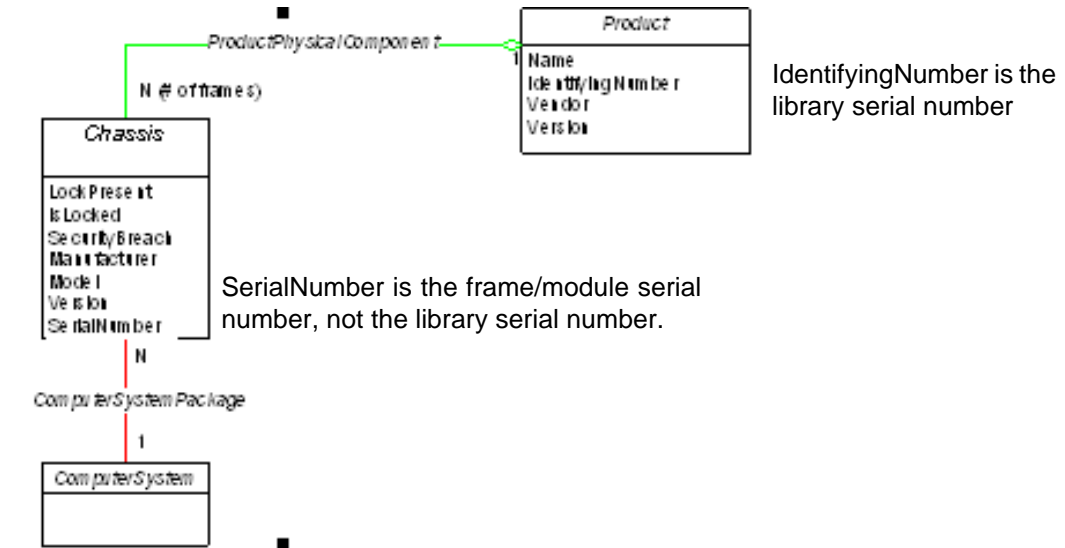 Product
ProductPhysicalComponent
1
Name
IdentifyingNumber
Vendor
Version
IdentifyingNumber is the
library serial number
N (# of frames)
Chassis
LockPresent
IsLocked
SecurityBreach
Manufacturer
Model
Version
SerialNumber
SerialNumber is the frame/module serial
number, not the library serial number.
N
ComputerSystemPackage
1
ComputerSystem